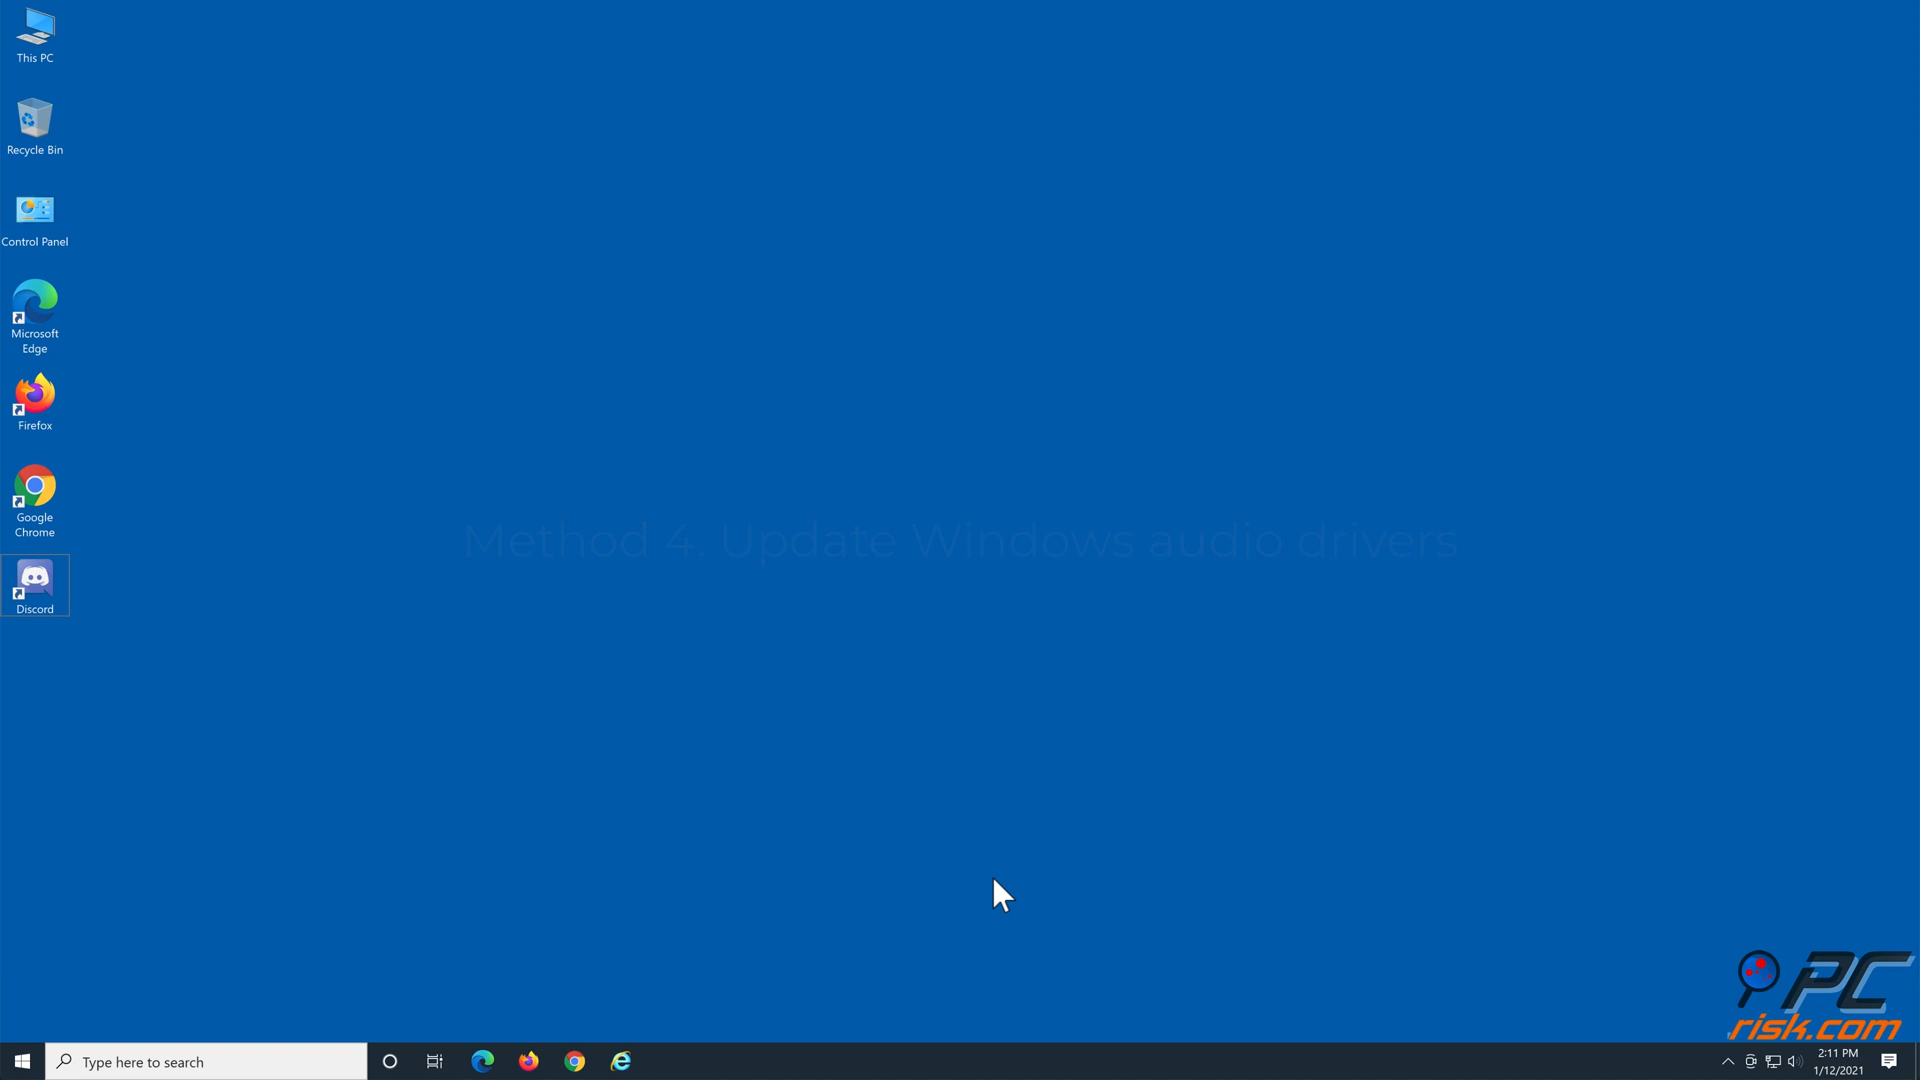 This PC
Recycle Bin
Control Panel
Microsoft
Edge
Firefox
Google
Chrome
Discord
Method 4. Update Windows audio drivers
PC
risk.com
Type here to search
2:11 PM
1/12/2021